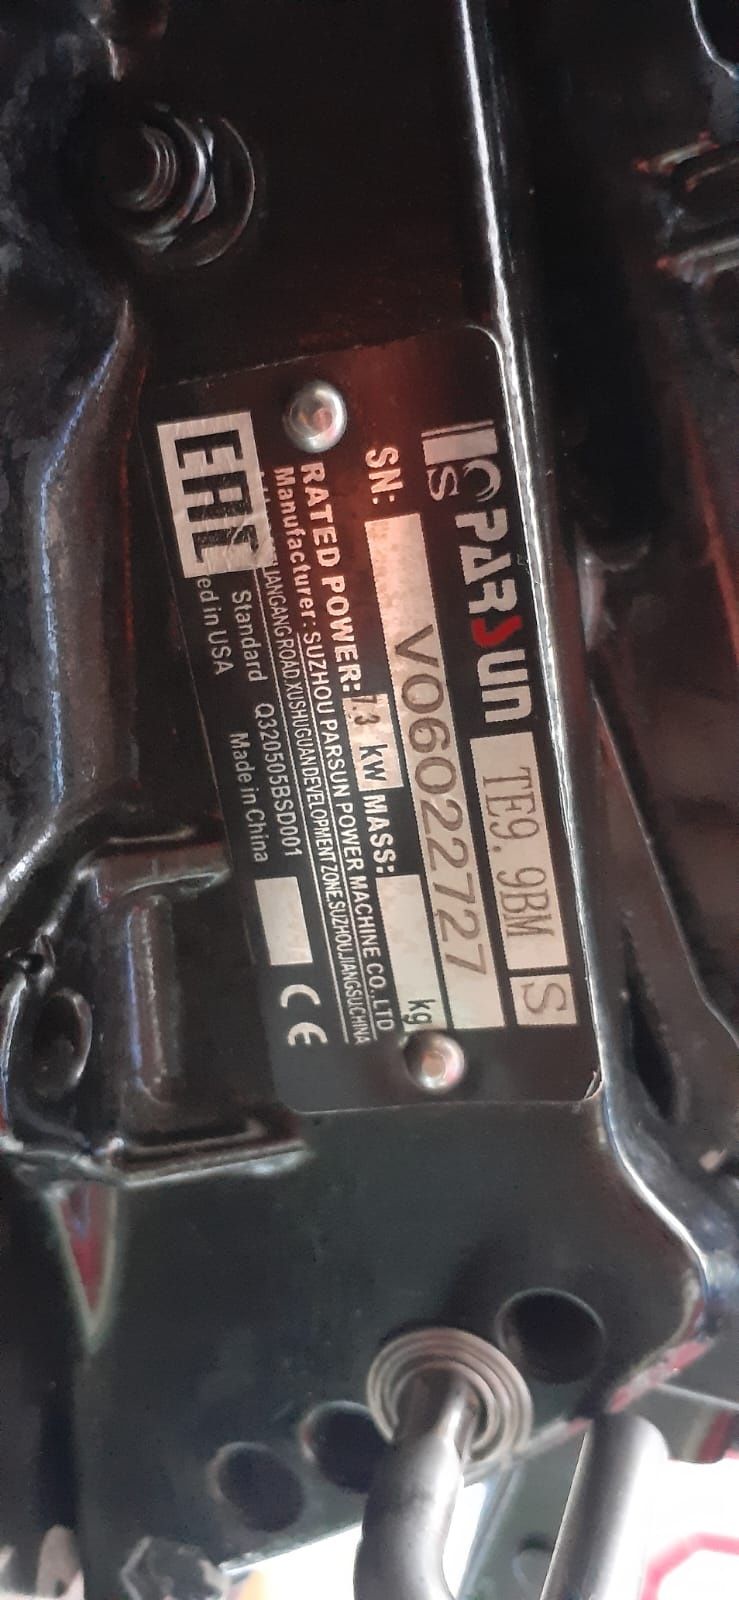 PARSUN TE9.9BM S
S
SN: V06022727
RATED POWER: 7.3 kw MASS: kg
Manufacturer: SUZHOU PARSUN POWER MACHINE CO.,LTD
ROAD,XUSHUGUAN DEVELOPMENT ZONE SUZHOU,JIANGSU,CHINA
EAC Standard Q320505BSD001
ed in USA Made in China CE